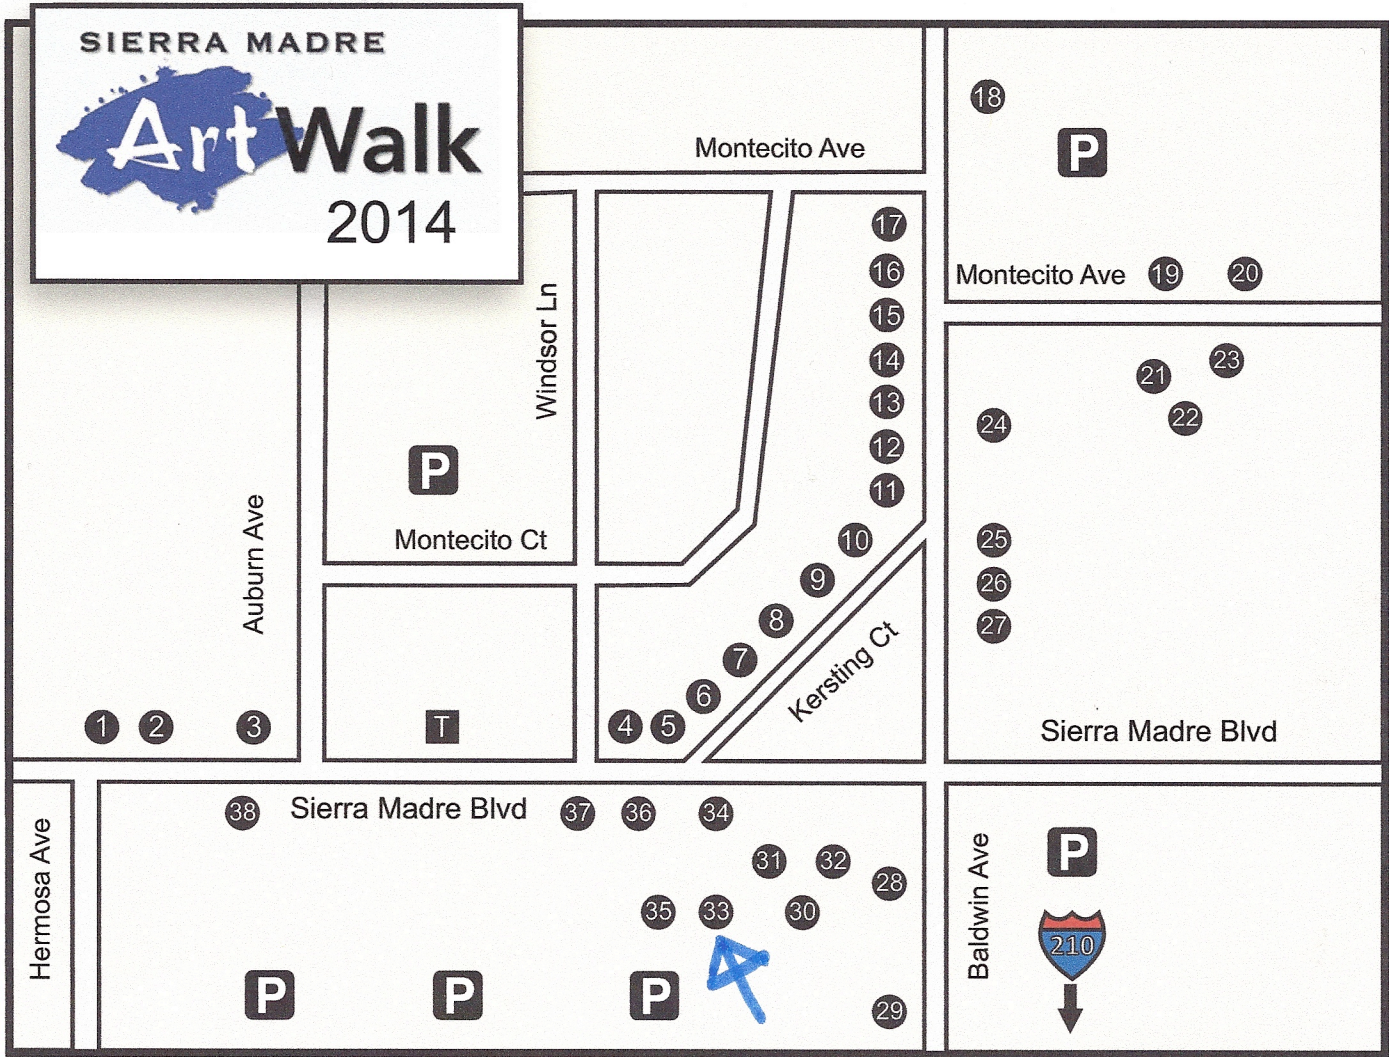 SIERRA MADRE
Art Walk
2014
Montecito Ave
18
P
17
16
15
14
13
12
11
10
9
8
7
6
4 5
Montecito Ave 19 20
21 23
22
24
25
26
27
Windsor Ln
P
Montecito Ct
Auburn Ave
Kersting Ct
1 2 3
T
Sierra Madre Blvd
38 Sierra Madre Blvd 37 36 34
31 32
28
35 33 30
29
P P P
Hermosa Ave
Baldwin Ave
P
210